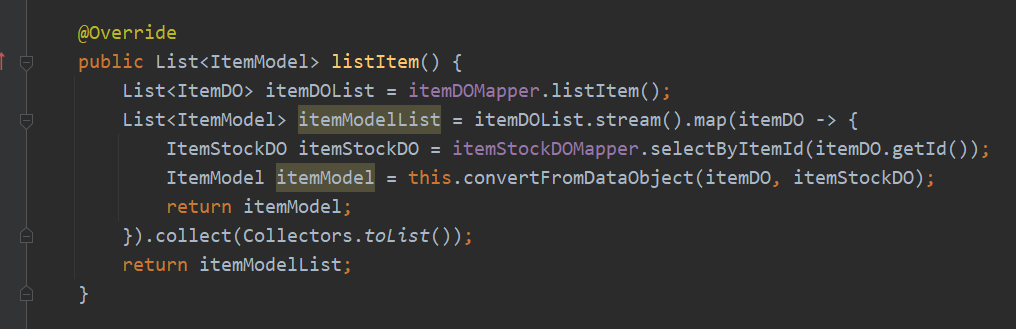 @Override
public List<ItemModel> listItem() {
List<ItemDO> itemDOList = itemDOMapper.listItem();
List<ItemModel> itemModelList = itemDOList.stream().map(itemDO -> {
ItemStockDO itemStockDO = itemStockDOMapper.selectByItemId(itemDO.getId());
ItemModel itemModel = this.convertFromDataObject(itemDO, itemStockDO);
return itemModel;
}).collect(Collectors.toList());
return itemModelList;
}